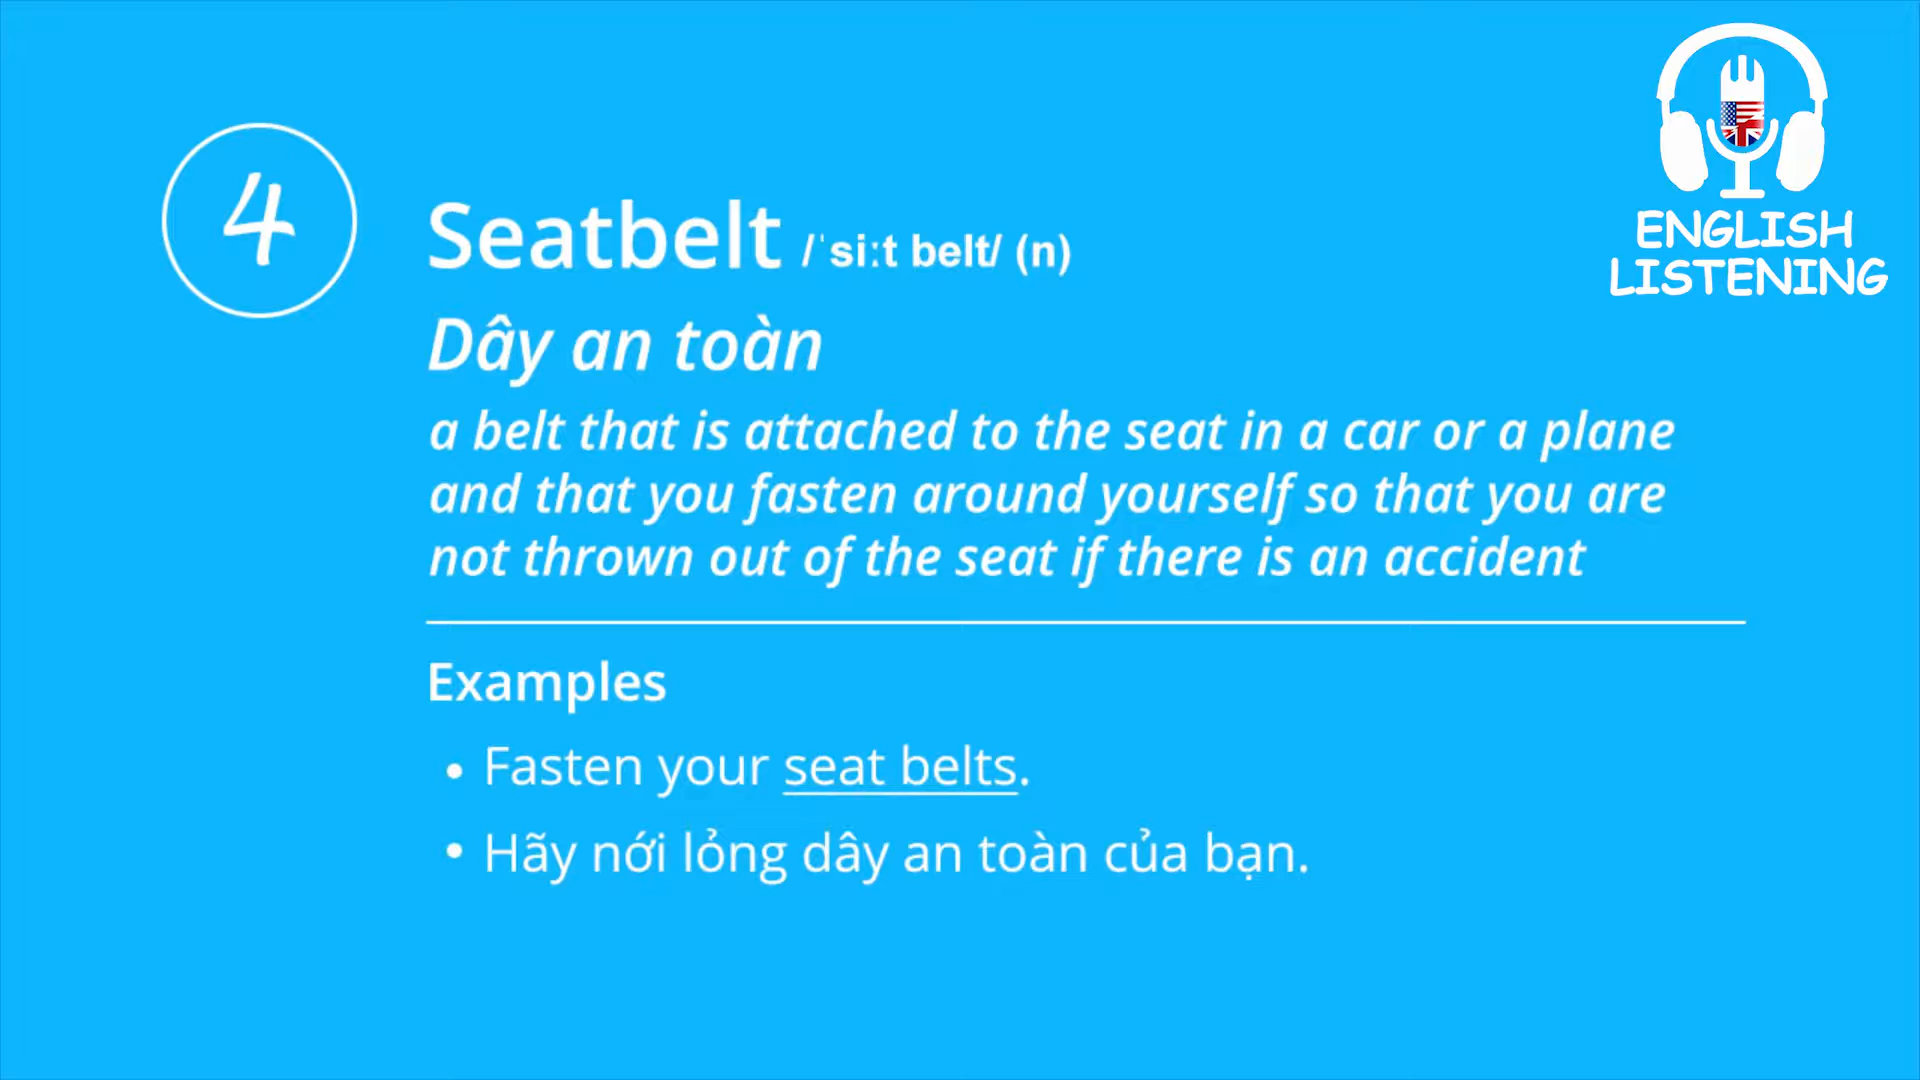 4
Seatbelt /ˈsiːt belt/ (n)
Dây an toàn
a belt that is attached to the seat in a car or a plane
and that you fasten around yourself so that you are
not thrown out of the seat if there is an accident
Examples
• Fasten your seat belts.
• Hãy nới lỏng dây an toàn của bạn.
ENGLISH
LISTENING